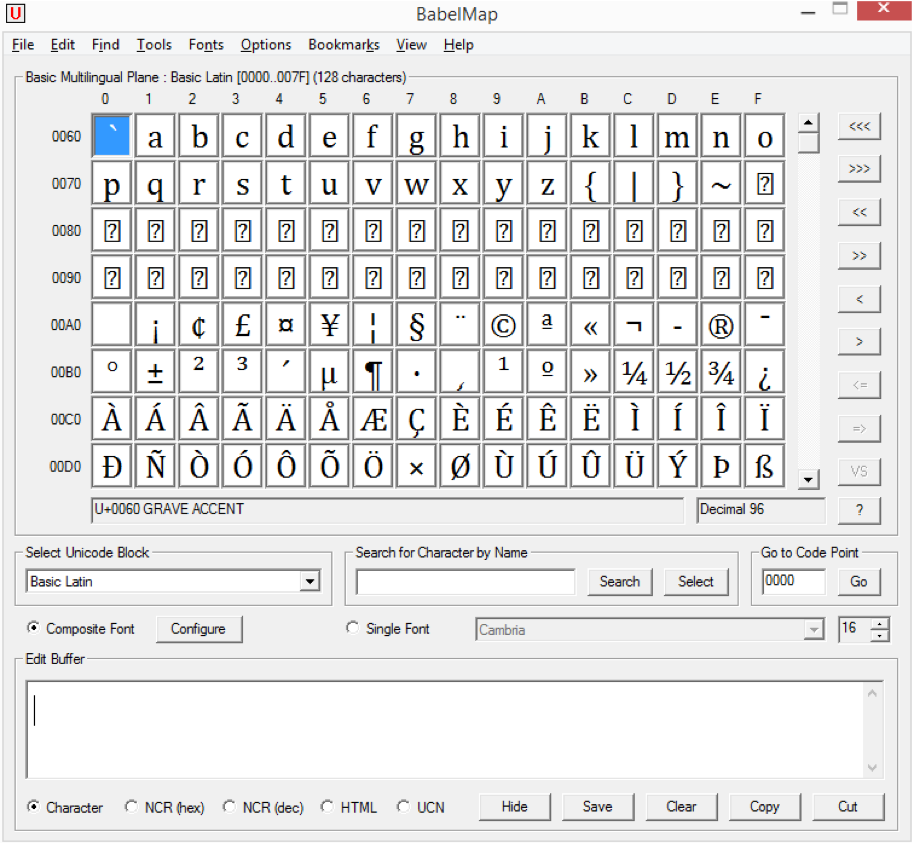 U BabelMap
File Edit Find Tools Fonts Options Bookmarks View Help
Basic Multilingual Plane : Basic Latin [0000..007F] (128 characters)
0 1 2 3 4 5 6 7 8 9 A B C D E F
0060 ` a b c d e f g h i j k l m n o <<<
0070 p q r s t u v w x y z { | } ~ ? >>>
0080 ? ? ? ? ? ? ? ? ? ? ? ? ? ? ? ? <<
0090 ? ? ? ? ? ? ? ? ? ? ? ? ? ? ? ? >>
00A0 ¡ ¢ £ ¤ ¥ ¦ § ¨ © ª « ¬ - ® ¯ <
>
00B0 ° ± ² ³ ´ µ ¶ · ¸ ¹ º » ¼ ½ ¾ ¿ <=
00C0 À Á Â Ã Ä Å Æ Ç È É Ê Ë Ì Í Î Ï =>
00D0 Ð Ñ Ò Ó Ô Õ Ö × Ø Ù Ú Û Ü Ý Þ ß VS
U+0060 GRAVE ACCENT Decimal 96 ?
Select Unicode Block Search for Character by Name Go to Code Point
Basic Latin Search Select 0000 Go
Composite Font Configure Single Font Cambria 16
Edit Buffer
Character NCR (hex) NCR (dec) HTML UCN Hide Save Clear Copy Cut